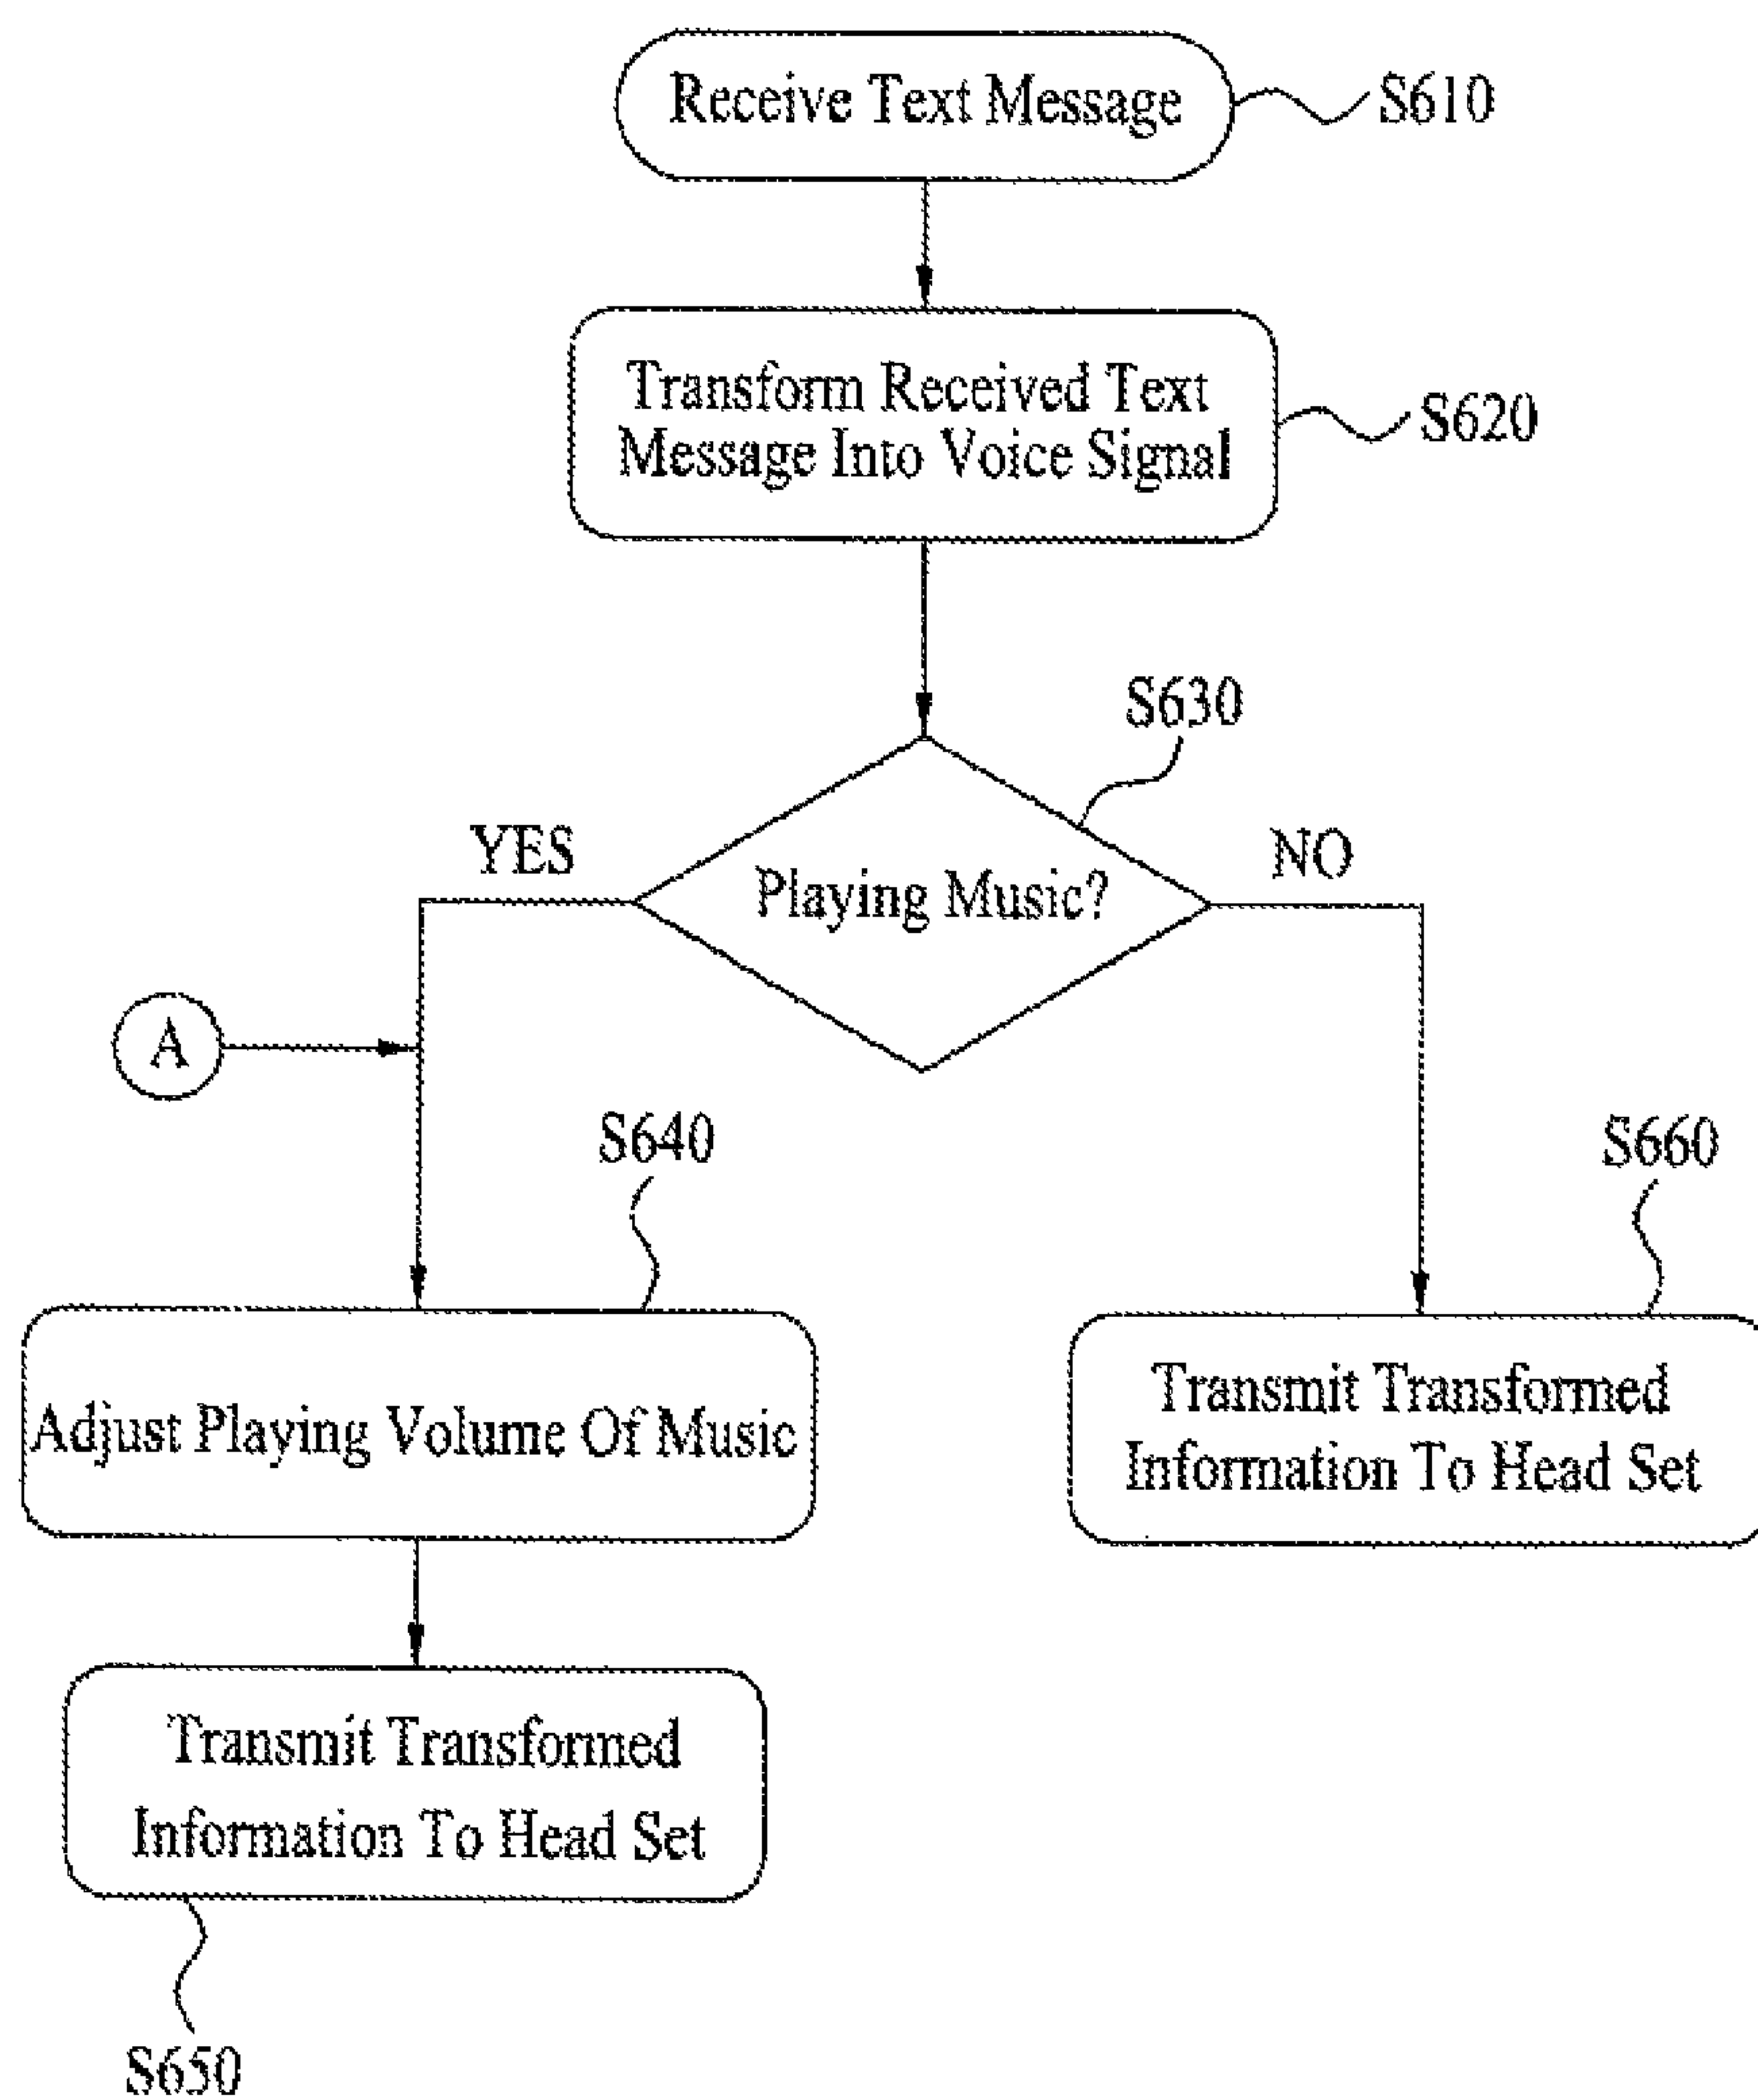 Receive Text Message
S610
Transform Received Text
Message Into Voice Signal
S620
S630
YES
Playing Music?
NO
A
S640
S660
Adjust Playing Volume Of Music
Transmit Transformed
Information To Head Set
Transmit Transformed
Information To Head Set
S650